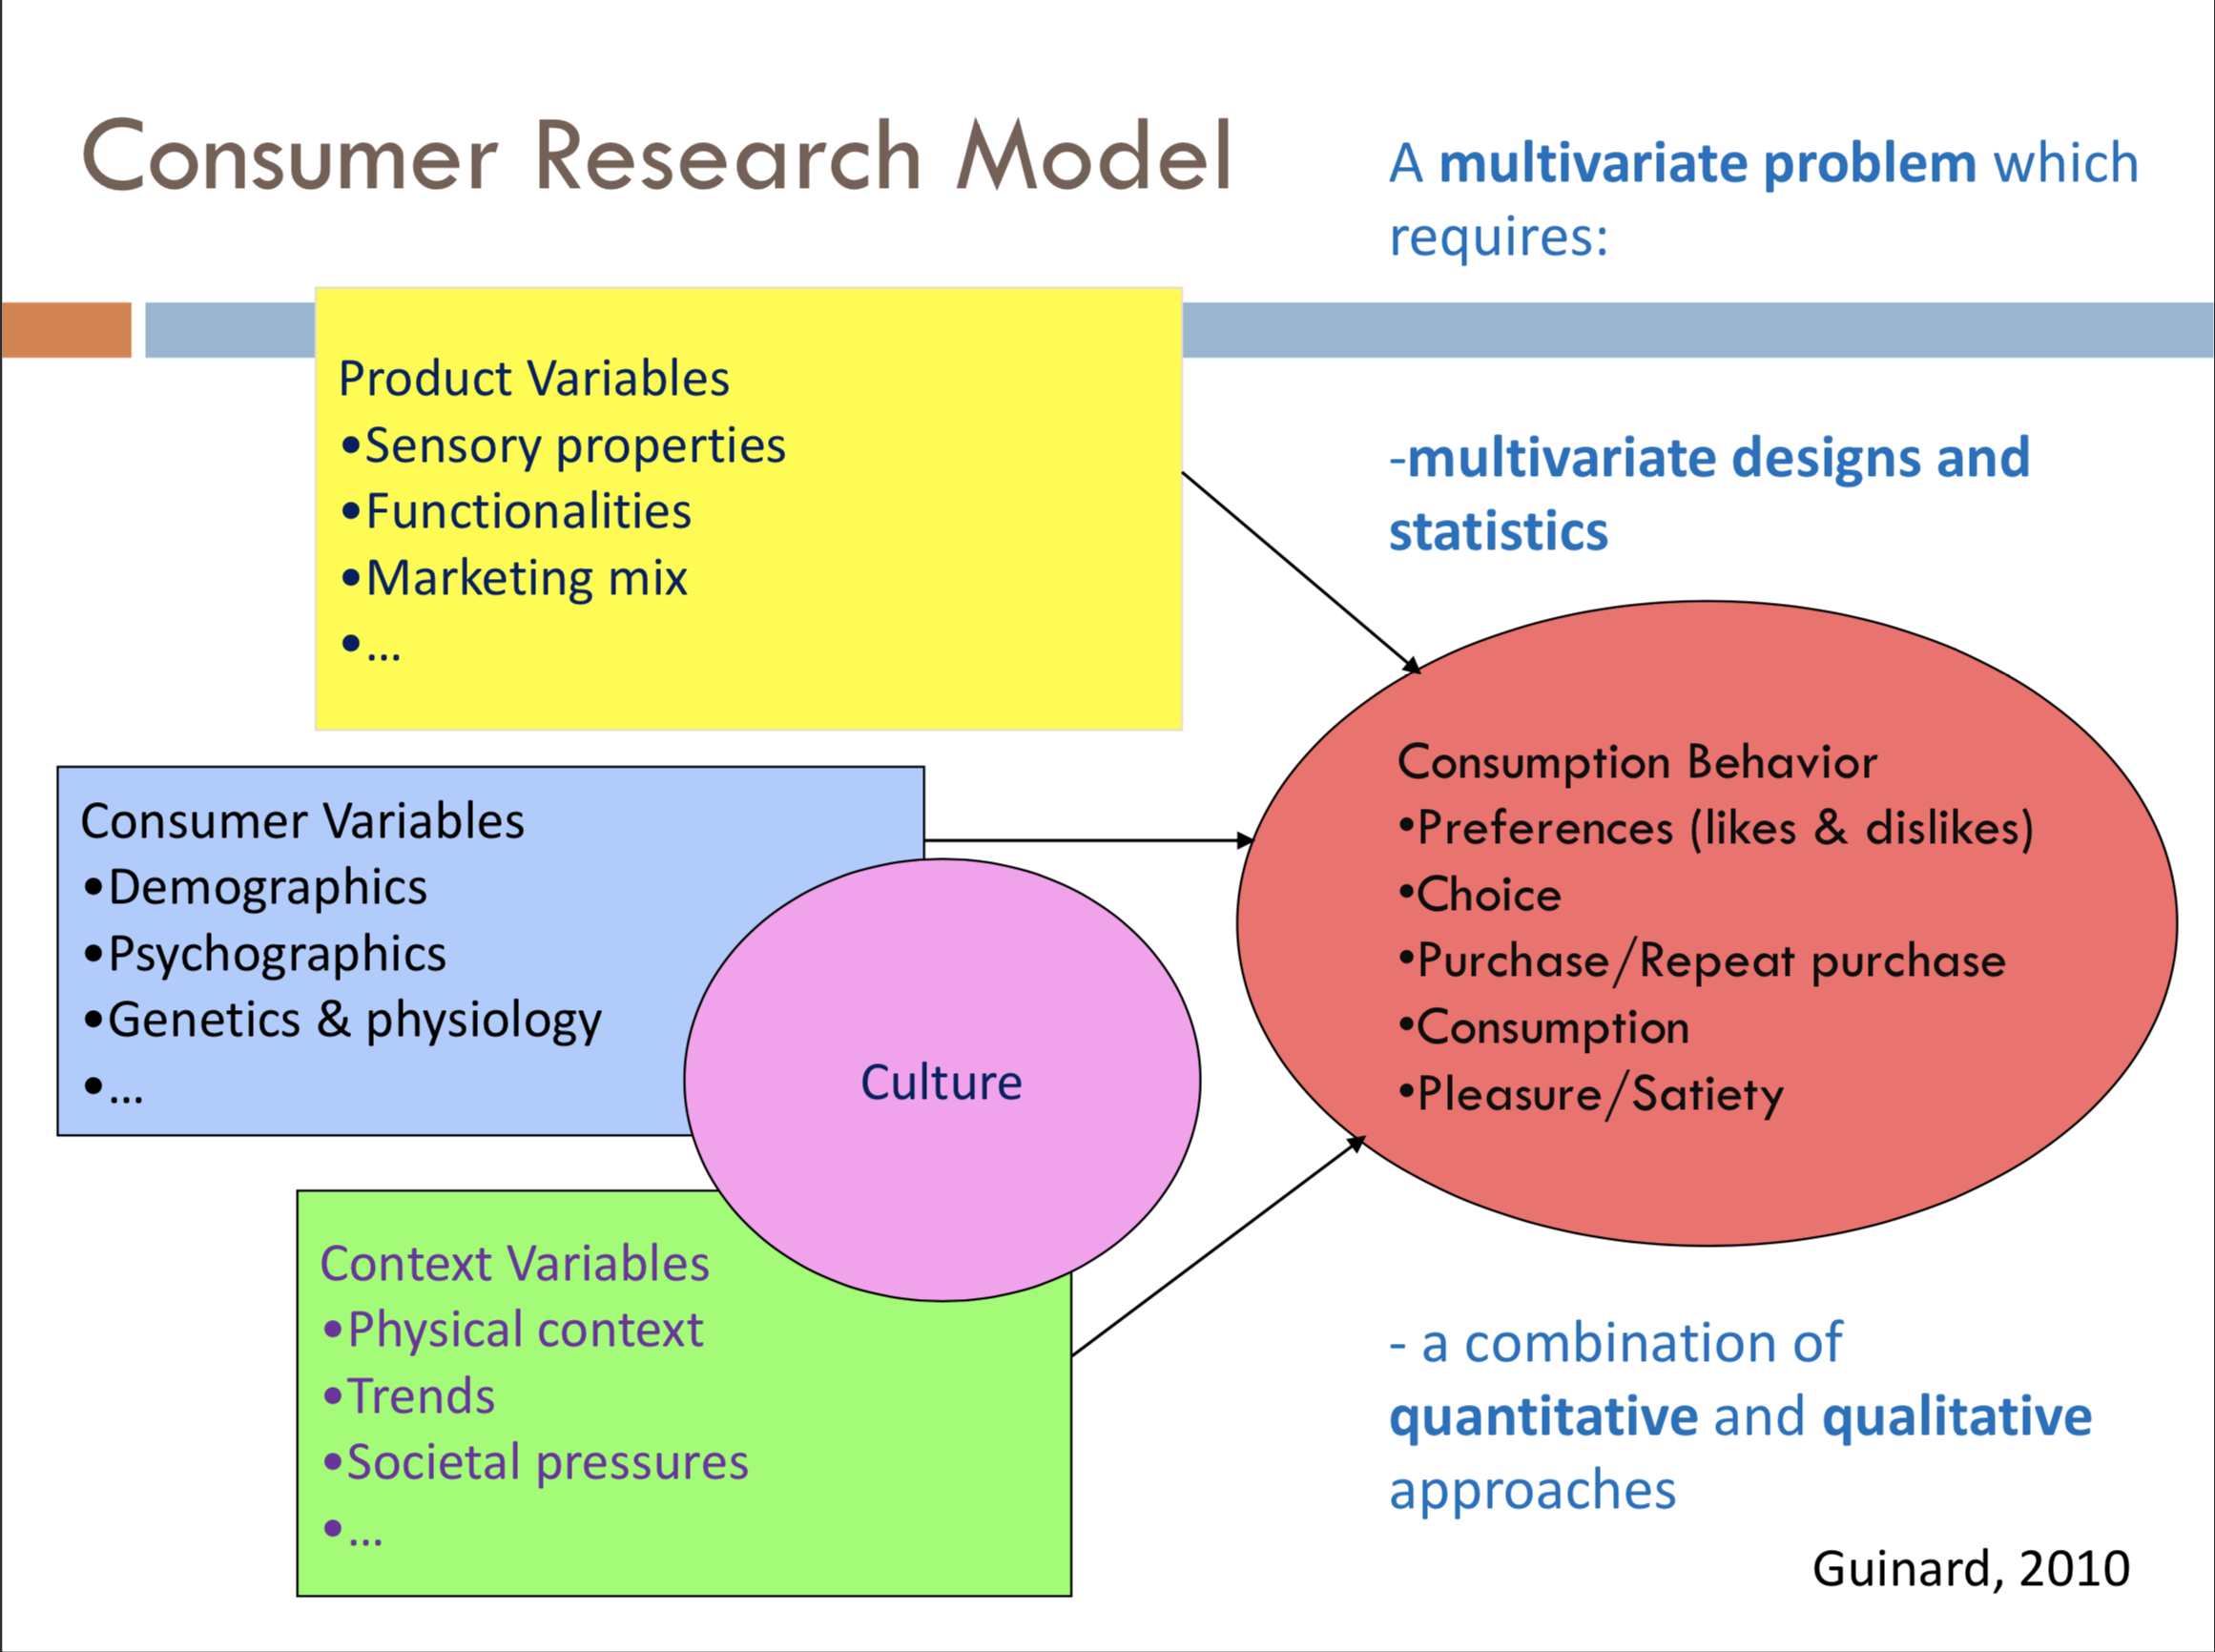 Consumer Research Model
A multivariate problem which
requires:
Product Variables
•Sensory properties
•Functionalities
•Marketing mix
•...
-multivariate designs and
statistics
Consumer Variables
•Demographics
•Psychographics
•Genetics & physiology
•...
Culture
Consumption Behavior
•Preferences (likes & dislikes)
•Choice
•Purchase/Repeat purchase
•Consumption
•Pleasure/Satiety
Context Variables
•Physical context
•Trends
•Societal pressures
•...
- a combination of
quantitative and qualitative
approaches
Guinard, 2010